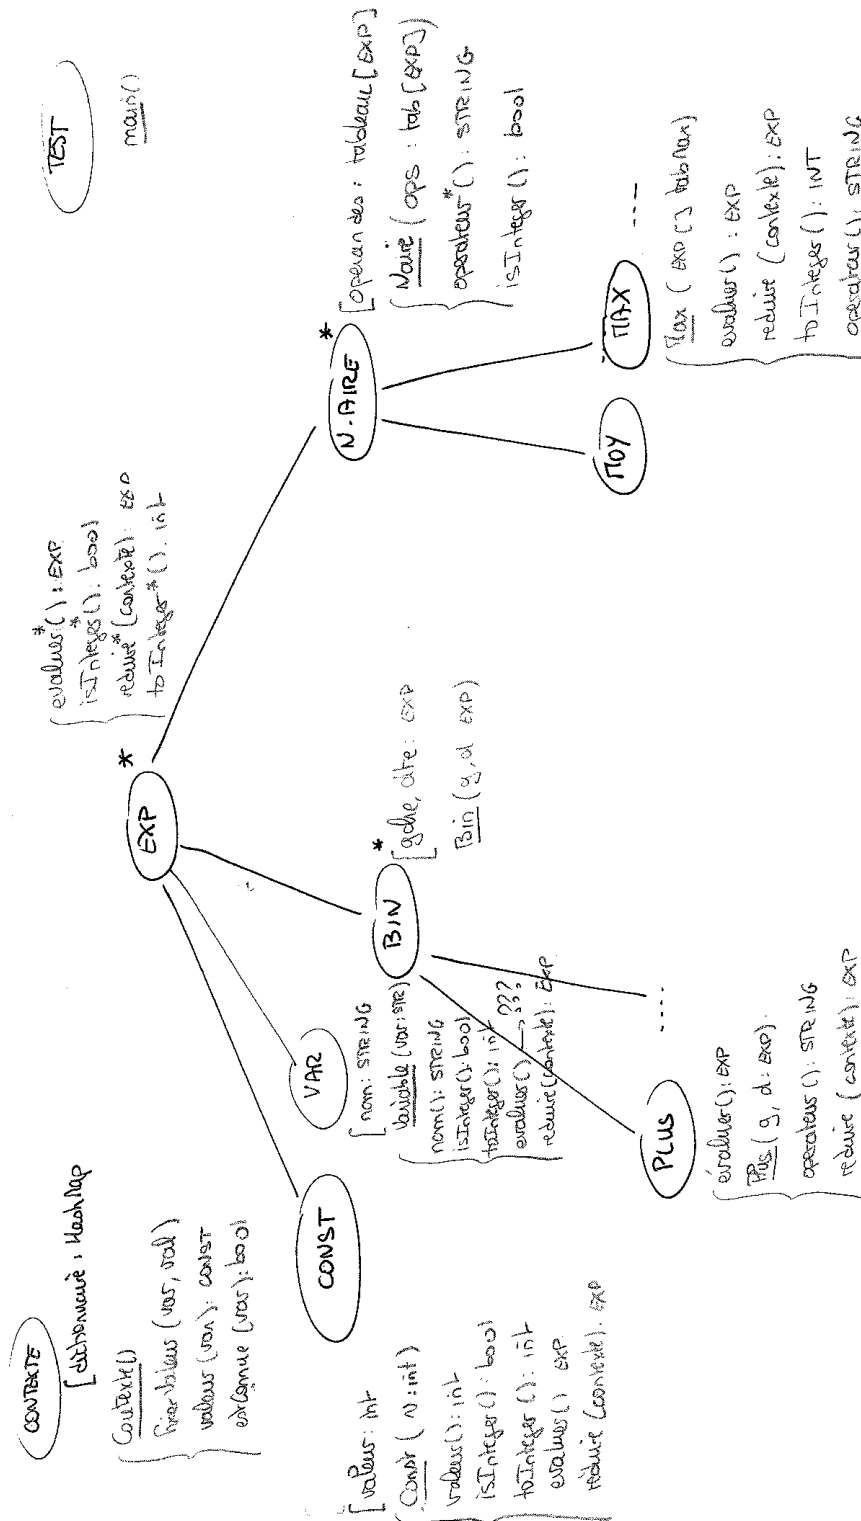 CONTEXTE
[dictionnaire : HashMap
Contexte()
fixerValeur (var, val)
valeur (var) : CONST
estConnue (var) : bool
EXP *
evaluer*() : EXP
isInteger*() : bool
reduire* (contexte) : EXP
toInteger*() : int
TEST
main()
CONST
[valeur : int
Const ( N : int)
valeur() : int
isInteger() : bool
toInteger() : int
evaluer() EXP
réduire (contexte) . EXP
VAR
[nom : STRING
Variable (var : STR)
nom() : STRING
isInteger() : bool
toInteger() : int
evaluer() → ???
reduire (contexte) : EXP
BIN *
[gche, dte : EXP
Bin ( g, d EXP)
N-AIRE *
[operandes : tableau [EXP]
Naire ( ops : tab [EXP])
operateur*() : STRING
isInteger() : bool
PLUS
....
évaluer() : EXP
Plus ( g, d : EXP) .
operateur() : STRING
reduire ( contexte) : EXP
MOY
MAX
....
Max ( EXP [] tabMax)
evaluer() : EXP
reduire (contexte) : EXP
toInteger() : INT
operateur() : STRING